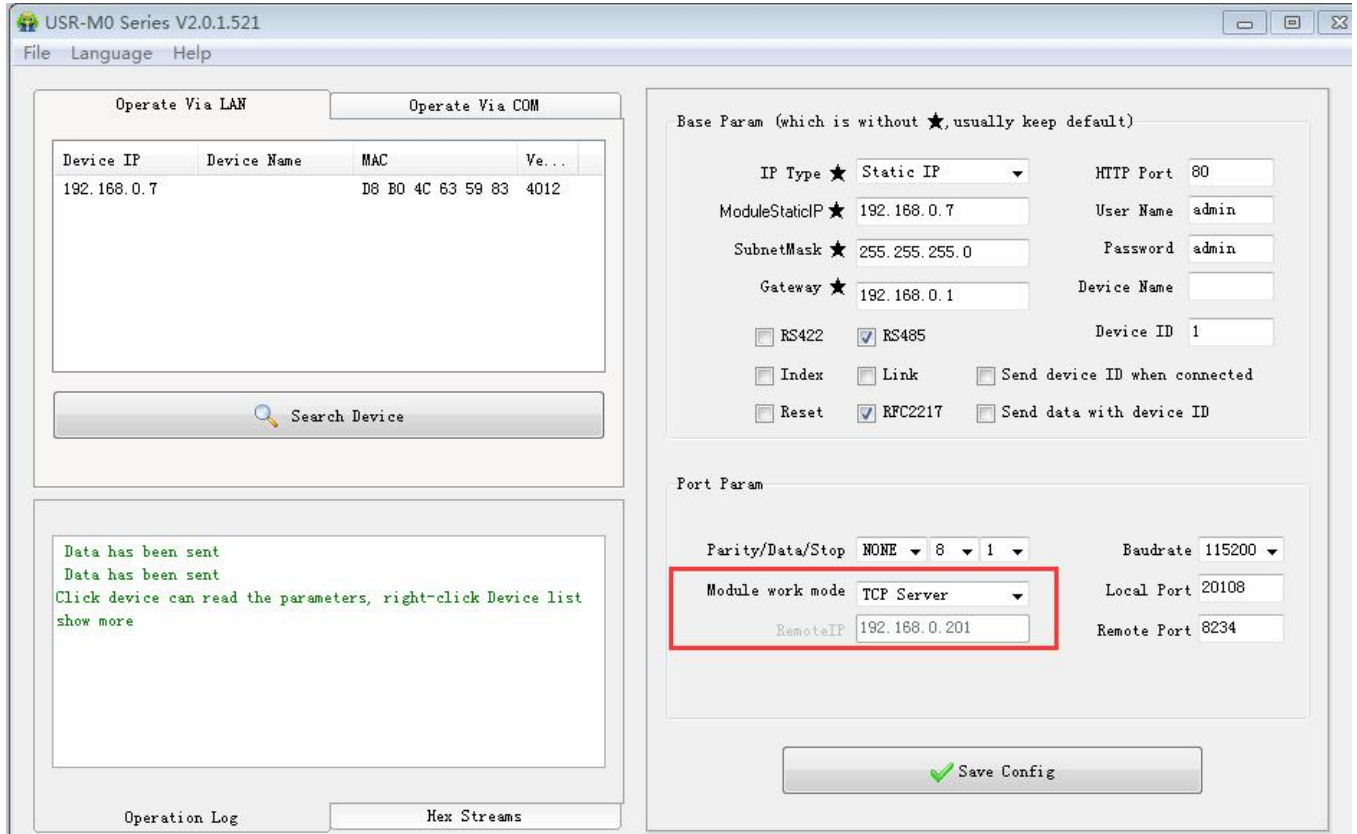 USR-M0 Series V2.0.1.521
File Language Help
Operate Via LAN
Operate Via COM
Device IP Device Name MAC Ve...
192.168.0.7 D8 B0 4C 63 59 83 4012
Search Device
Data has been sent
Data has been sent
Click device can read the parameters, right-click Device list
show more
Operation Log
Hex Streams
Base Param (which is without ★,usually keep default)
IP Type ★ Static IP HTTP Port 80
ModuleStaticIP ★ 192.168.0.7 User Name admin
SubnetMask ★ 255.255.255.0 Password admin
Gateway ★ 192.168.0.1 Device Name
RS422 RS485 Device ID 1
Index Link Send device ID when connected
Reset RFC2217 Send data with device ID
Port Param
Parity/Data/Stop NONE 8 1 Baudrate 115200
Module work mode TCP Server Local Port 20108
RemoteIP 192.168.0.201 Remote Port 8234
Save Config